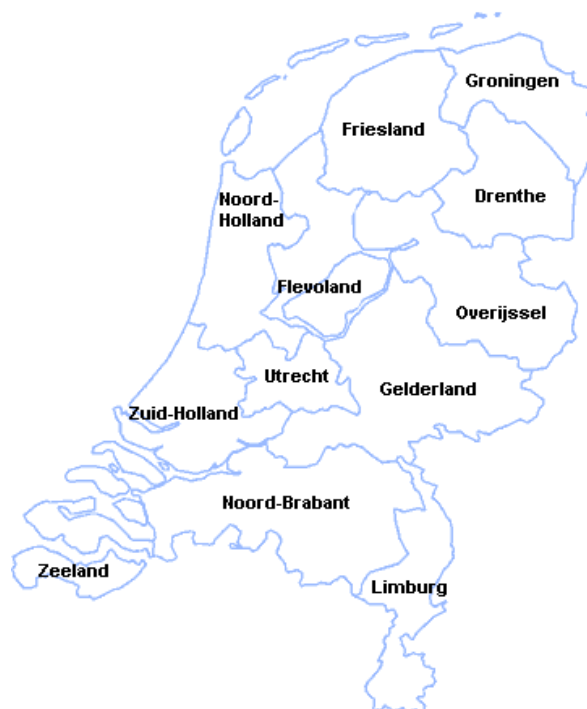 Groningen
Friesland
Drenthe
Noord-
Holland
Flevoland
Overijssel
Utrecht
Gelderland
Zuid-Holland
Noord-Brabant
Zeeland
Limburg